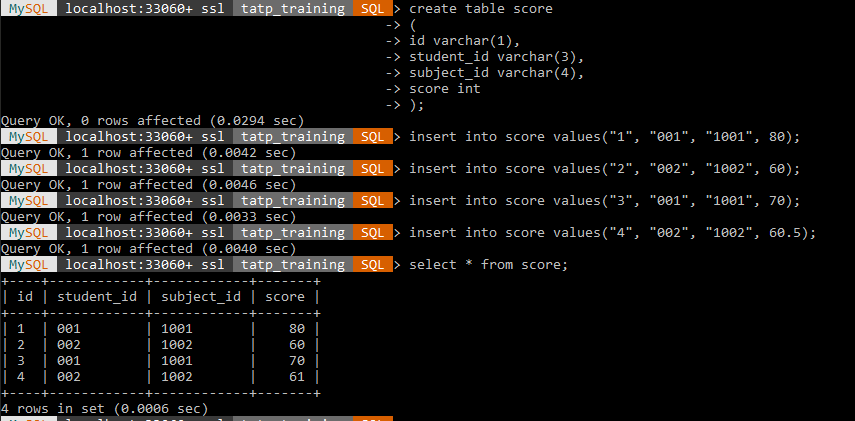 MySQL localhost:33060+ ssl tatp_training SQL > create table score
-> (
-> id varchar(1),
-> student_id varchar(3),
-> subject_id varchar(4),
-> score int
-> );
Query OK, 0 rows affected (0.0294 sec)
MySQL localhost:33060+ ssl tatp_training SQL > insert into score values("1", "001", "1001", 80);
Query OK, 1 row affected (0.0042 sec)
MySQL localhost:33060+ ssl tatp_training SQL > insert into score values("2", "002", "1002", 60);
Query OK, 1 row affected (0.0046 sec)
MySQL localhost:33060+ ssl tatp_training SQL > insert into score values("3", "001", "1001", 70);
Query OK, 1 row affected (0.0033 sec)
MySQL localhost:33060+ ssl tatp_training SQL > insert into score values("4", "002", "1002", 60.5);
Query OK, 1 row affected (0.0040 sec)
MySQL localhost:33060+ ssl tatp_training SQL > select * from score;
+----+------------+------------+-------+
| id | student_id | subject_id | score |
+----+------------+------------+-------+
| 1 | 001 | 1001 | 80 |
| 2 | 002 | 1002 | 60 |
| 3 | 001 | 1001 | 70 |
| 4 | 002 | 1002 | 61 |
+----+------------+------------+-------+
4 rows in set (0.0006 sec)